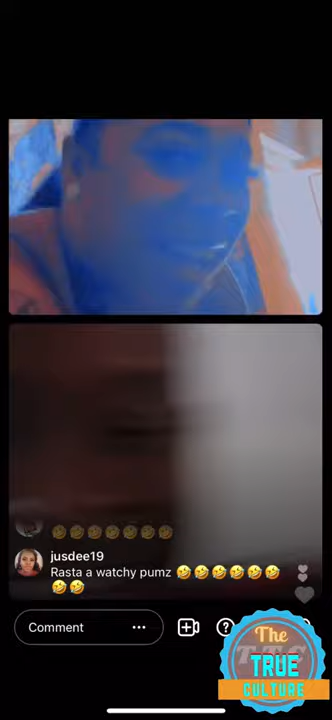 🤣🤣🤣🤣🤣🤣🤣
jusdee19
Rasta a watchy pumz 🤣🤣🤣🤣🤣🤣
🤣🤣
Comment
The
TRUE
CULTURE